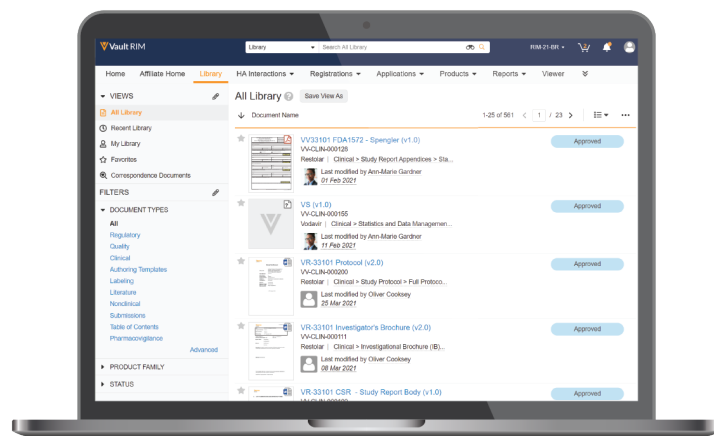 Vault RIM
Library
Search All Library
RIM-21-BR
Home Affiliate Home Library HA Interactions Registrations Applications Products Reports Viewer
VIEWS
All Library
Recent Library
My Library
Favorites
Correspondence Documents
FILTERS
DOCUMENT TYPES
All
Regulatory
Quality
Clinical
Authoring Templates
Labeling
Literature
Nonclinical
Submissions
Table of Contents
Pharmacovigilance
Advanced
PRODUCT FAMILY
STATUS
All Library Save View As
Document Name 1-25 of 561 1 / 23
VV33101 FDA1572 - Spengler (v1.0) Approved
VV-CLIN-000128
Restolar | Clinical > Study Report Appendices > Sta...
Last modified by Ann-Marie Gardner
01 Feb 2021
VS (v1.0) Approved
VV-CLIN-000155
Vodavir | Clinical > Statistics and Data Managemen...
Last modified by Ann-Marie Gardner
11 Feb 2021
VR-33101 Protocol (v2.0) Approved
VV-CLIN-000200
Restolar | Clinical > Study Protocol > Full Protoco...
Last modified by Oliver Cooksey
25 Mar 2021
VR-33101 Investigator's Brochure (v2.0) Approved
VV-CLIN-000111
Restolar | Clinical > Investigational Brochure (IB)...
Last modified by Oliver Cooksey
08 Mar 2021
VR-33101 CSR - Study Report Body (v1.0) Approved